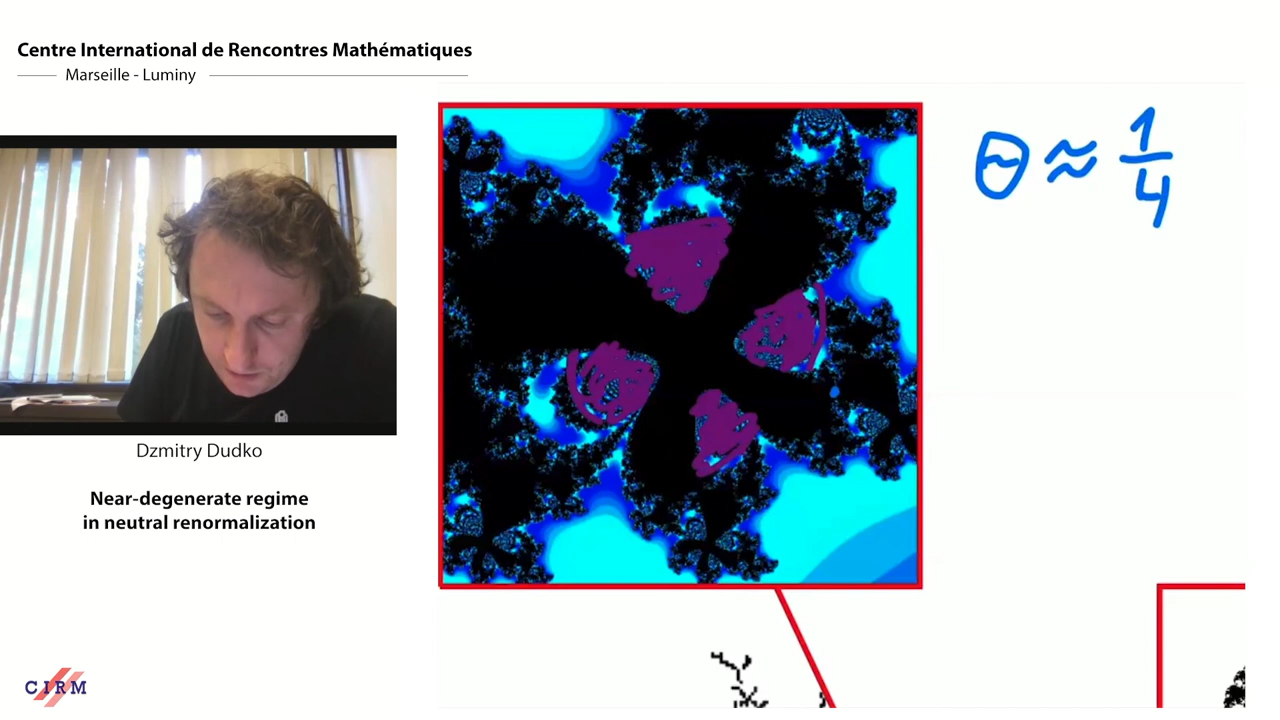 Centre International de Rencontres Mathématiques
Marseille - Luminy
θ ≈ 1/4
Dzmitry Dudko
Near-degenerate regime
in neutral renormalization
CIRM